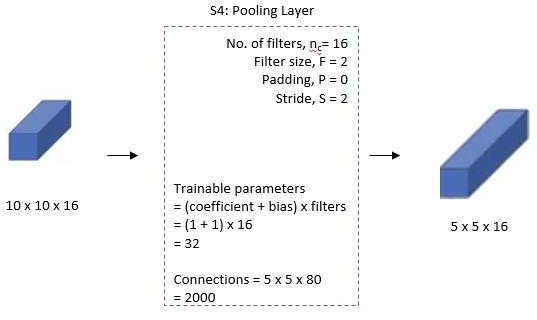 S4: Pooling Layer
No. of filters, nc= 16
Filter size, F = 2
Padding, P = 0
Stride, S = 2
10 x 10 x 16
Trainable parameters
= (coefficient + bias) x filters
= (1 + 1) x 16
= 32
Connections = 5 x 5 x 80
= 2000
5 x 5 x 16